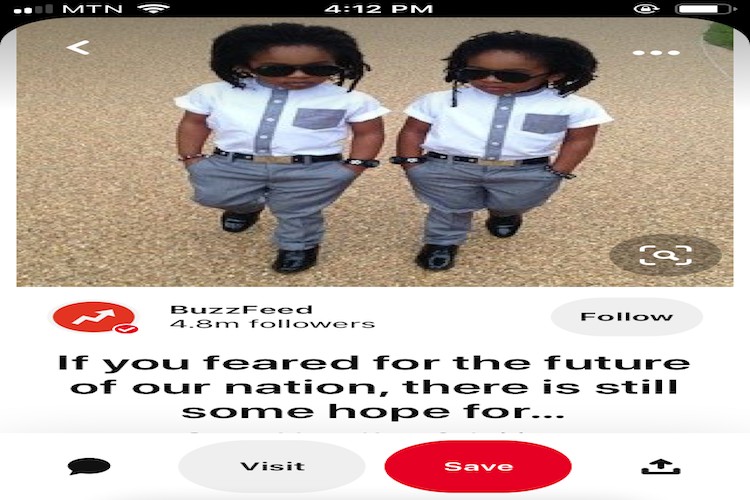 MTN 4:12 PM
BuzzFeed
4.8m followers
Follow
If you feared for the future
of our nation, there is still
some hope for...
Visit
Save